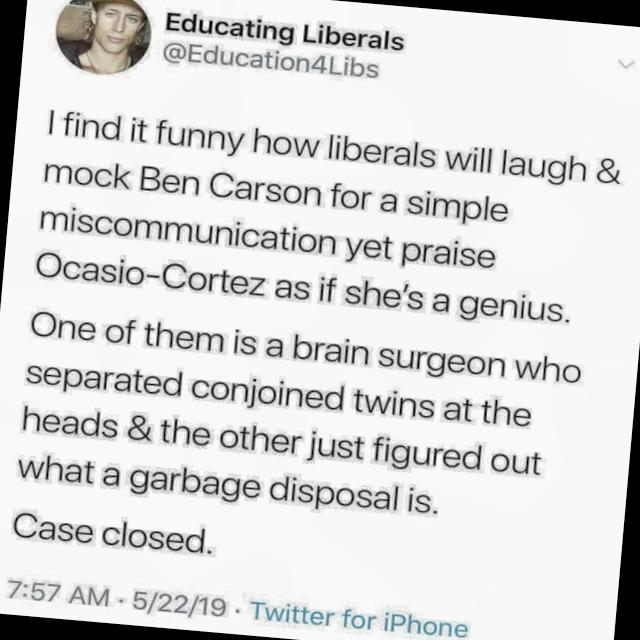 Educating Liberals
@Education4Libs
I find it funny how liberals will laugh &
mock Ben Carson for a simple
miscommunication yet praise
Ocasio-Cortez as if she's a genius.
One of them is a brain surgeon who
separated conjoined twins at the
heads & the other just figured out
what a garbage disposal is.
Case closed.
7:57 AM · 5/22/19 · Twitter for iPhone